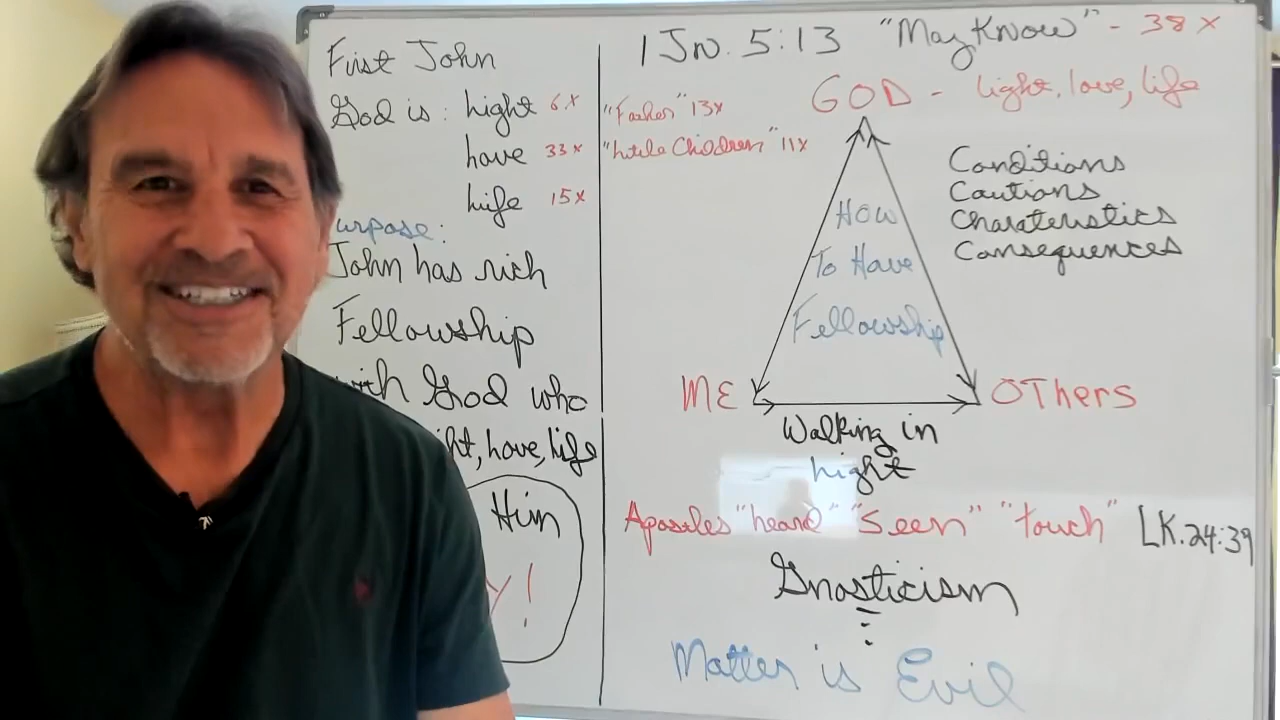 First John
God is: Light 6x
Love 33x
Life 15x
urpose:
John has rich
Fellowship
with God who
ht, Love, Life
Him
Y!
1 Jn. 5:13 "May Know" - 38x
GOD - light, love, life
"Father" 13x
"Little Children" 11x
Conditions
Cautions
Charateristics
Consequences
How
To Have
Fellowship
ME
OTHers
Walking in
Light
Apostles "heard" "Seen" "touch" LK. 24:39
Gnosticism
Matter is Evil